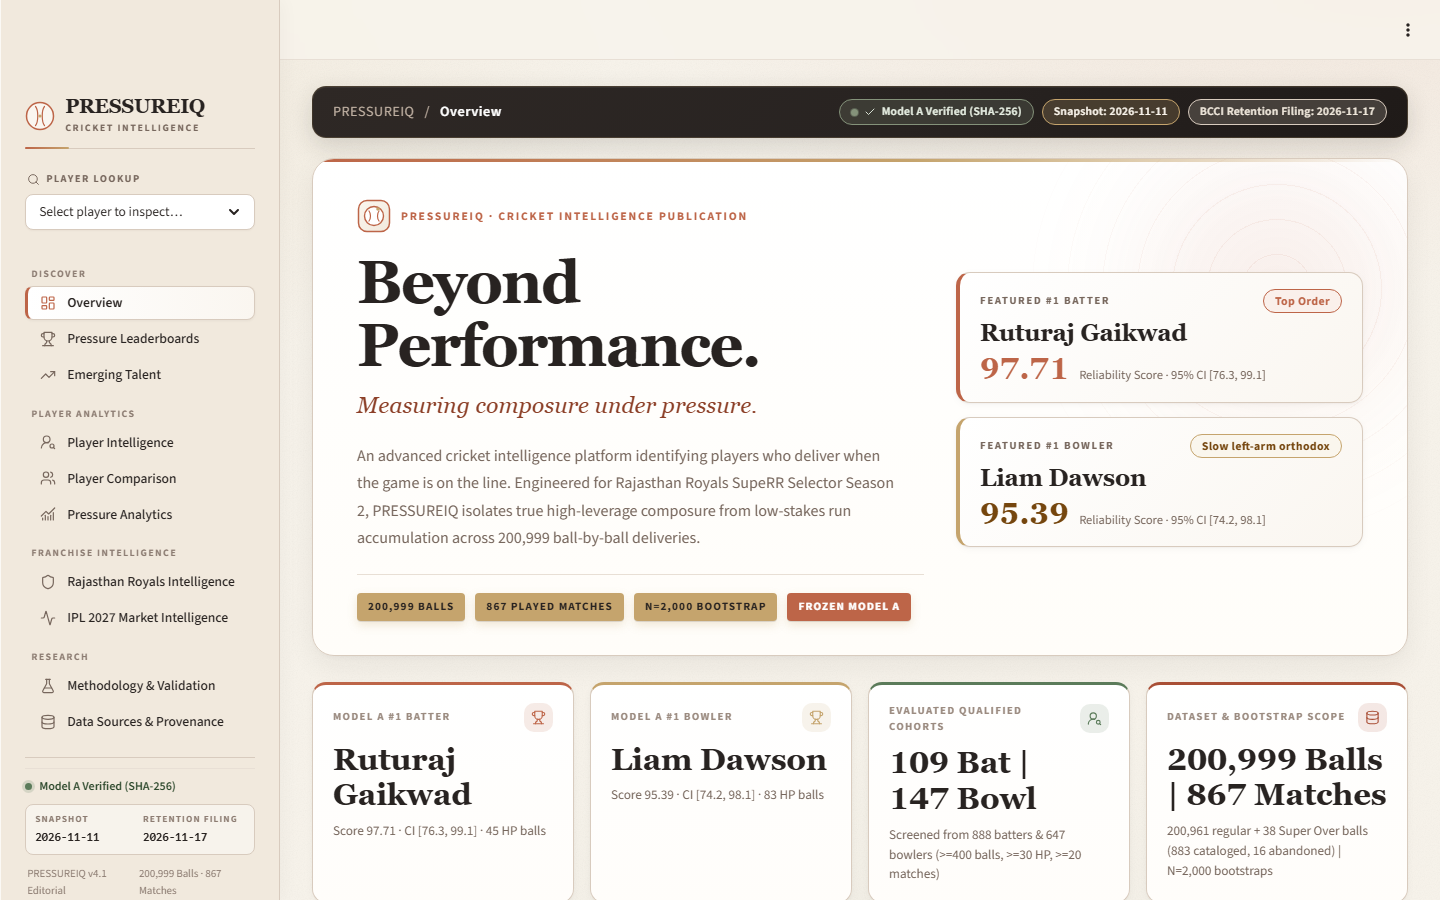 PRESSUREIQ
CRICKET INTELLIGENCE
PLAYER LOOKUP
Select player to inspect...
DISCOVER
Overview
Pressure Leaderboards
Emerging Talent
PLAYER ANALYTICS
Player Intelligence
Player Comparison
Pressure Analytics
FRANCHISE INTELLIGENCE
Rajasthan Royals Intelligence
IPL 2027 Market Intelligence
RESEARCH
Methodology & Validation
Data Sources & Provenance
Model A Verified (SHA-256)
SNAPSHOT
2026-11-11
RETENTION FILING
2026-11-17
PRESSUREIQ v4.1
Editorial
200,999 Balls · 867
Matches
PRESSUREIQ / Overview
✓ Model A Verified (SHA-256)
Snapshot: 2026-11-11
BCCI Retention Filing: 2026-11-17
PRESSUREIQ · CRICKET INTELLIGENCE PUBLICATION
Beyond
Performance.
Measuring composure under pressure.
An advanced cricket intelligence platform identifying players who deliver when
the game is on the line. Engineered for Rajasthan Royals SupeRR Selector Season
2, PRESSUREIQ isolates true high-leverage composure from low-stakes run
accumulation across 200,999 ball-by-ball deliveries.
200,999 BALLS
867 PLAYED MATCHES
N=2,000 BOOTSTRAP
FROZEN MODEL A
FEATURED #1 BATTER
Top Order
Ruturaj Gaikwad
97.71 Reliability Score · 95% CI [76.3, 99.1]
FEATURED #1 BOWLER
Slow left-arm orthodox
Liam Dawson
95.39 Reliability Score · 95% CI [74.2, 98.1]
MODEL A #1 BATTER
Ruturaj
Gaikwad
Score 97.71 · CI [76.3, 99.1] · 45 HP balls
MODEL A #1 BOWLER
Liam Dawson
Score 95.39 · CI [74.2, 98.1] · 83 HP balls
EVALUATED QUALIFIED
COHORTS
109 Bat |
147 Bowl
Screened from 888 batters & 647
bowlers (>=400 balls, >=30 HP, >=20
matches)
DATASET & BOOTSTRAP SCOPE
200,999 Balls
| 867 Matches
200,961 regular + 38 Super Over balls
(883 cataloged, 16 abandoned) |
N=2,000 bootstraps